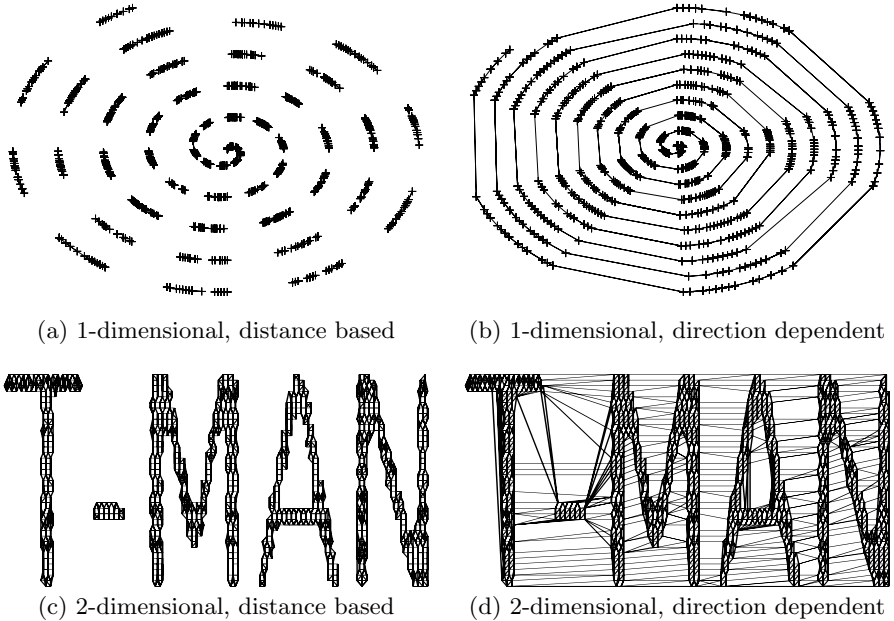 (a) 1-dimensional, distance based
(b) 1-dimensional, direction dependent
T-MAN
T-MAN
(c) 2-dimensional, distance based
(d) 2-dimensional, direction dependent